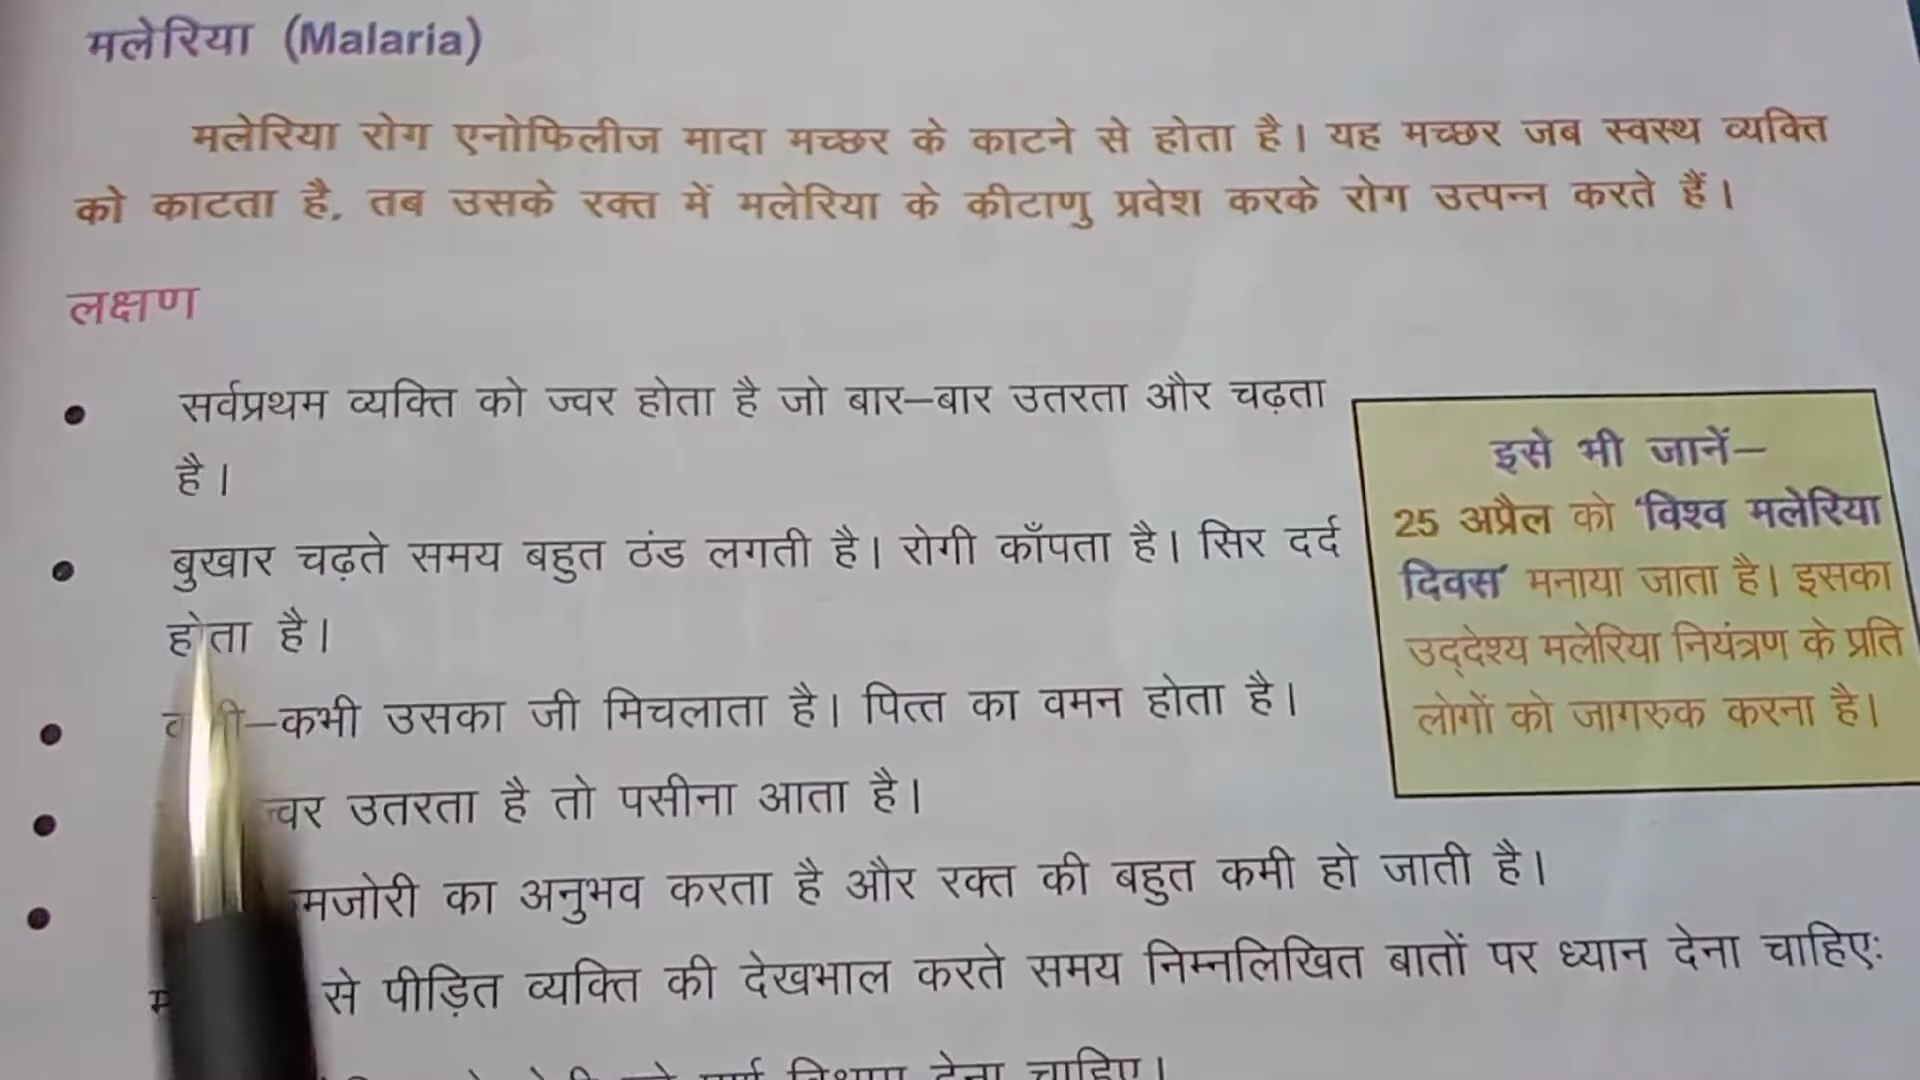 मलेरिया (Malaria)
मलेरिया रोग एनोफिलीज मादा मच्छर के काटने से होता है। यह मच्छर जब स्वस्थ व्यक्ति
को काटता है, तब उसके रक्त में मलेरिया के कीटाणु प्रवेश करके रोग उत्पन्न करते हैं।
लक्षण
सर्वप्रथम व्यक्ति को ज्वर होता है जो बार–बार उतरता और चढ़ता
है।
बुखार चढ़ते समय बहुत ठंड लगती है। रोगी काँपता है। सिर दर्द
होता है।
–कभी उसका जी मिचलाता है। पित्त का वमन होता है।
उतरता है तो पसीना आता है।
का अनुभव करता है और रक्त की बहुत कमी हो जाती है।
से पीड़ित व्यक्ति की देखभाल करते समय निम्नलिखित बातों पर ध्यान देना चाहिएः
देना चाहिए।
इसे भी जानें–
25 अप्रैल को 'विश्व मलेरिया
दिवस' मनाया जाता है। इसका
उद्देश्य मलेरिया नियंत्रण के प्रति
लोगों को जागरुक करना है।